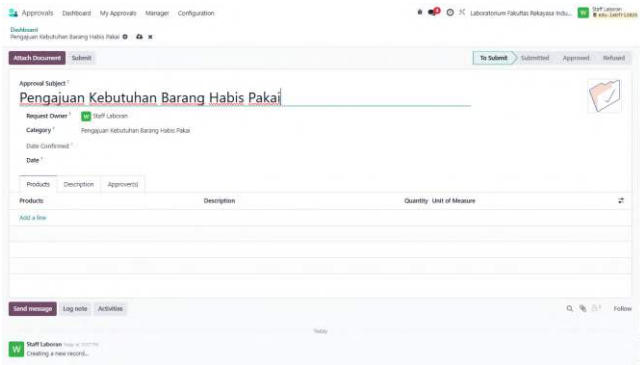 Approvals Dashboard My Approvals Manager Configuration
Laboratorium Fakultas Rekayasa Indu... Staff Laboran
Dashboard
Pengajuan Kebutuhan Barang Habis Pakai
Attach Document Submit To Submit Submitted Approved Refused
Approval Subject ?
Pengajuan Kebutuhan Barang Habis Pakai
Request Owner ? W Staff Laboran
Category ? Pengajuan Kebutuhan Barang Habis Pakai
Date Confirmed ?
Date ?
Products Description Approver(s)
Products Description Quantity Unit of Measure
Add a line
Send message Log note Activities Follow
Today
W Staff Laboran
Creating a new record...